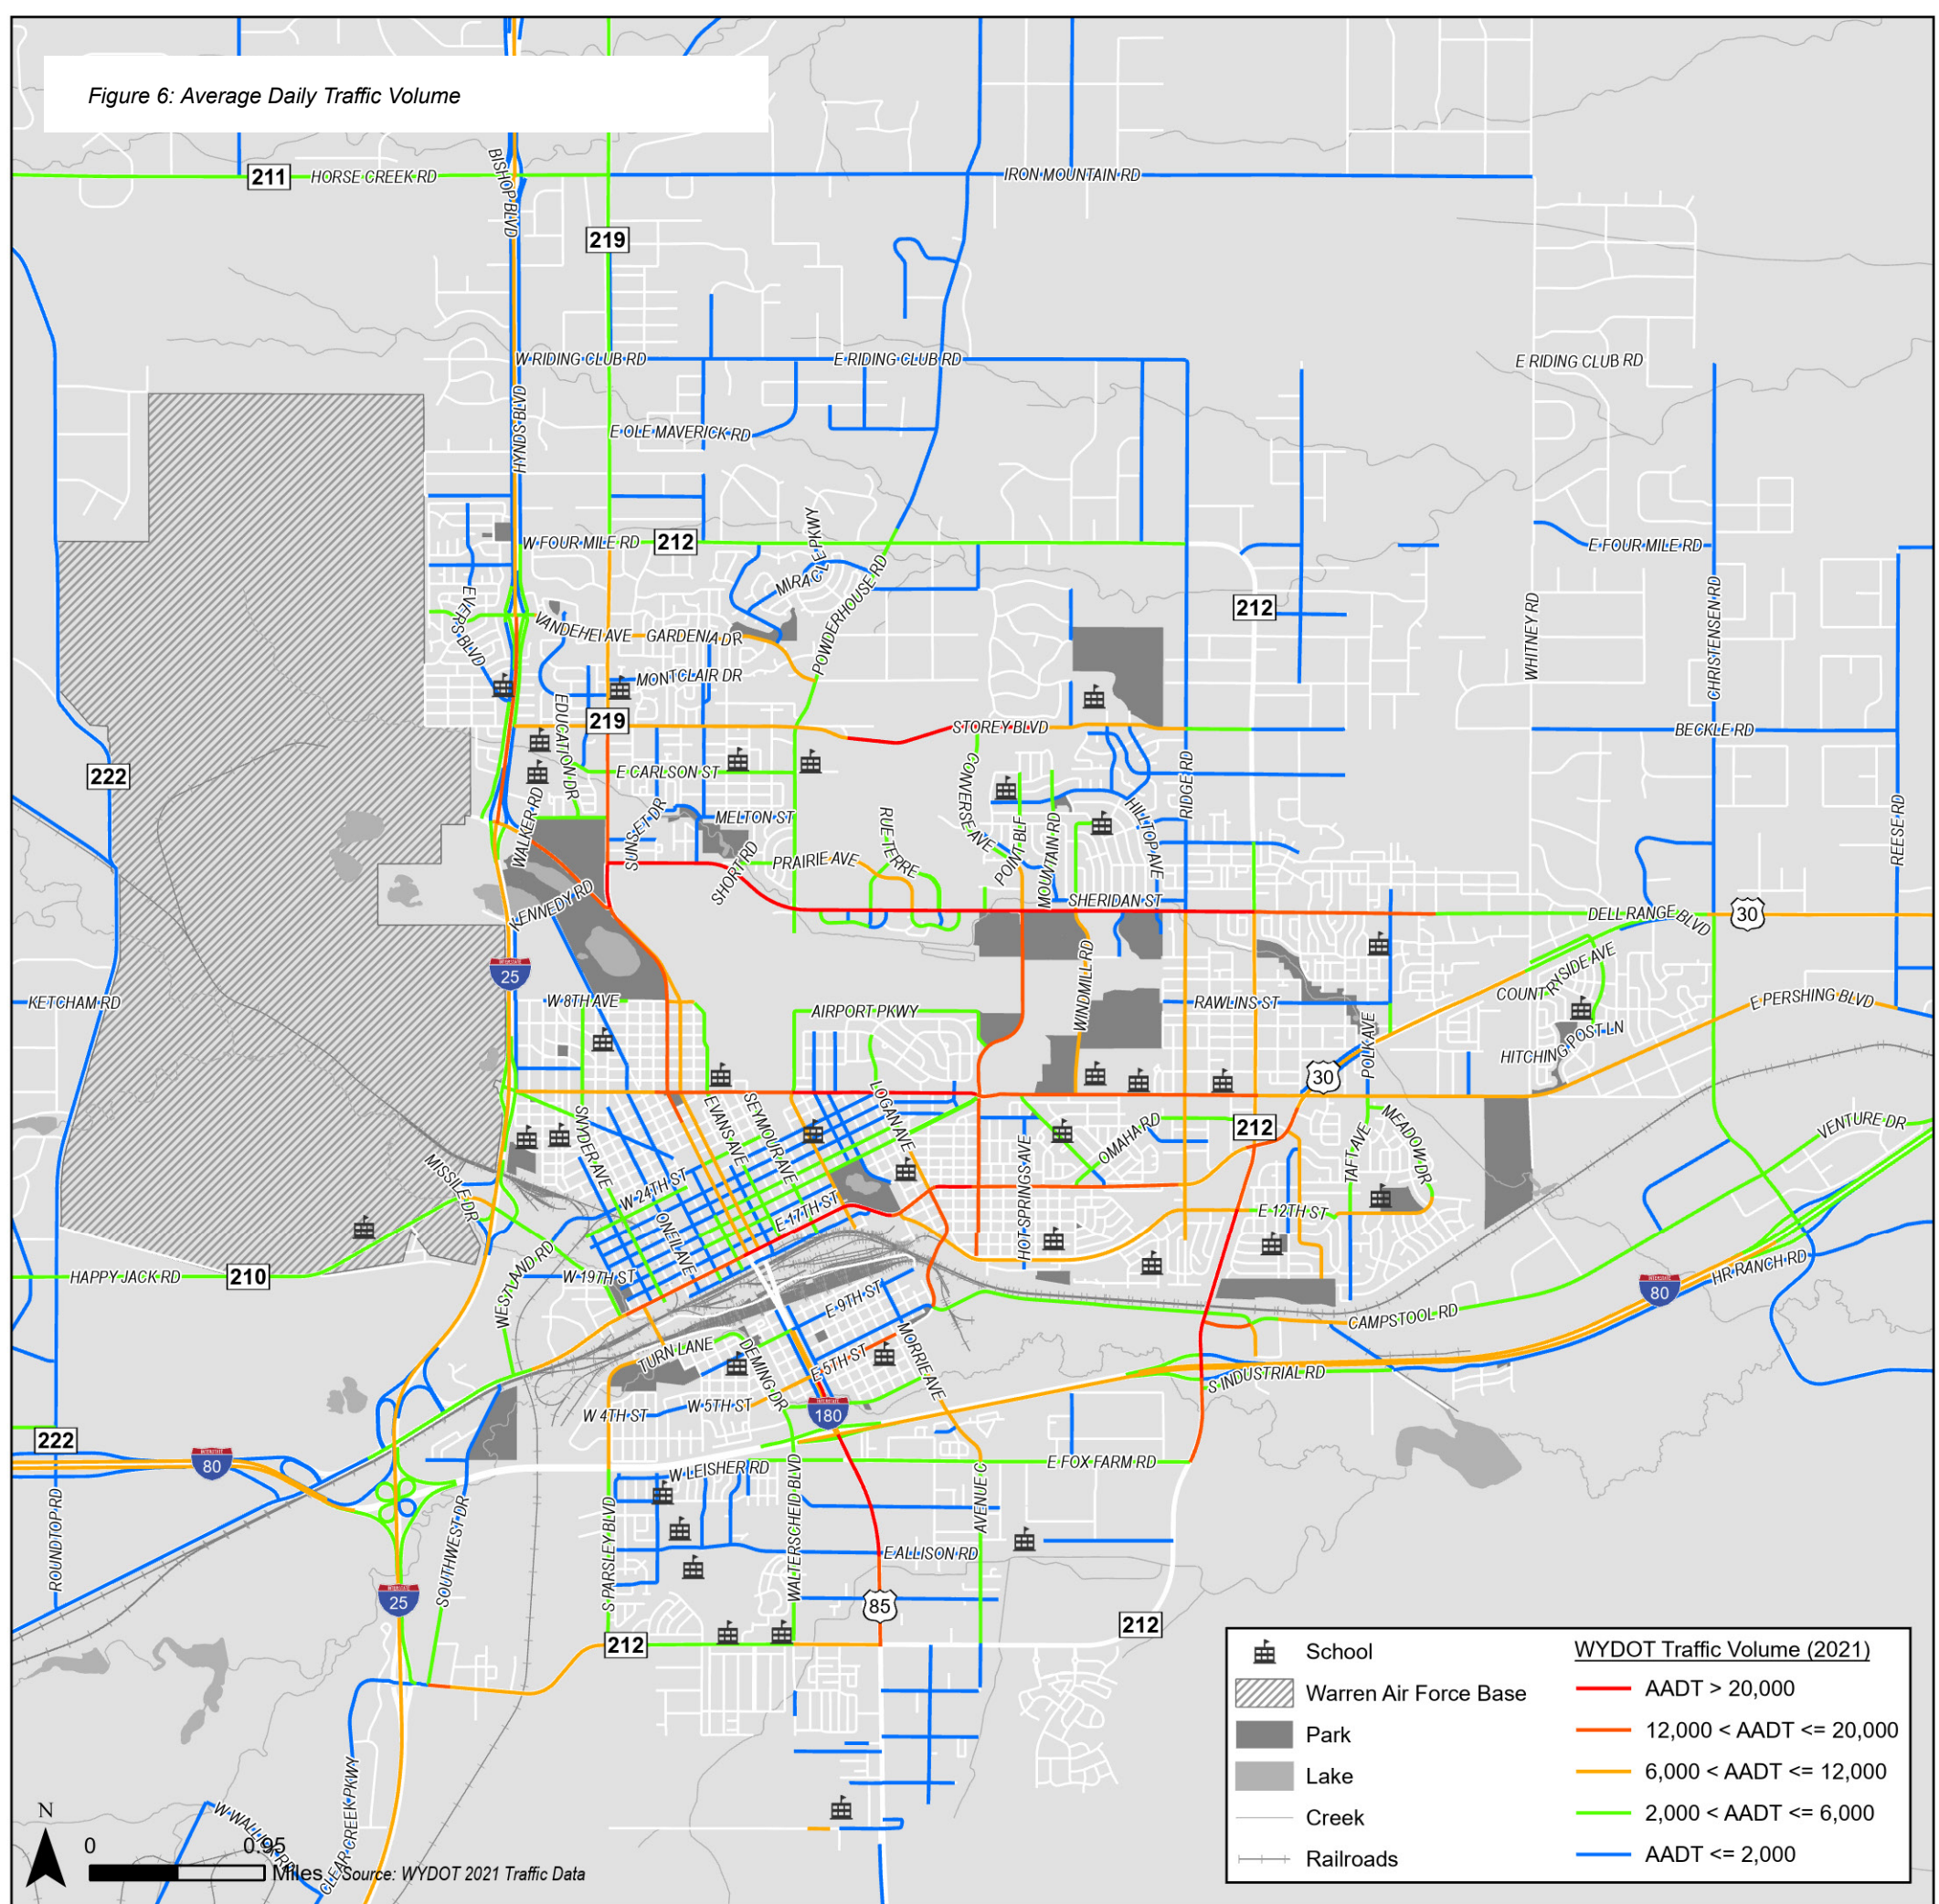 Figure 6: Average Daily Traffic Volume
BISHOP BLVD
211
HORSE CREEK RD
IRON MOUNTAIN RD
219
W RIDING CLUB RD
E RIDING CLUB RD
E RIDING CLUB RD
HYNDS BLVD
E OLE MAVERICK RD
W FOUR MILE RD
212
MIRACLE PKWY
E FOUR MILE RD
EVERS BLVD
VANDEHEI AVE
GARDENIA DR
POWDERHOUSE RD
212
WHITNEY RD
CHRISTENSEN RD
MONTCLAIR DR
EDUCATION DR
219
STOREY BLVD
BECKLE RD
222
E CARLSON ST
CONVERSE AVE
RIDGE RD
WALKER RD
SUNSET DR
MELTON ST
RUE TERRE
POINT BLF
MOUNTAIN RD
HILLTOP AVE
REESE RD
SHORT RD
PRAIRIE AVE
KENNEDY RD
SHERIDAN ST
DELL RANGE BLVD
30
25
WINDMILL RD
COUNTRYSIDE AVE
KETCHAM RD
W 8TH AVE
AIRPORT PKWY
RAWLINS ST
E PERSHING BLVD
POLK AVE
HITCHING POST LN
30
SNYDER AVE
EVANS AVE
SEYMOUR AVE
LOGAN AVE
OMAHA RD
212
MEADOW DR
VENTURE DR
MISSILE DR
W 24TH ST
TAFT AVE
HOT SPRINGS AVE
E 17TH ST
E 12TH ST
ONEIL AVE
HAPPY JACK RD
210
WESTLAND RD
W 19TH ST
HR RANCH RD
80
E 9TH ST
CAMPSTOOL RD
TURN LANE
DEMING DR
E 5TH ST
MORRIE AVE
S INDUSTRIAL RD
W 4TH ST
W 5TH ST
180
222
80
W LEISHER RD
E FOX FARM RD
ROUNDTOP RD
SOUTHWEST DR
S PARSLEY BLVD
WALTERSCHEID BLVD
AVENUE C
E ALLISON RD
25
85
212
212
CLEAR CREEK PKWY
N
0
0.95
Miles
Source: WYDOT 2021 Traffic Data
School
Warren Air Force Base
Park
Lake
Creek
Railroads
WYDOT Traffic Volume (2021)
AADT > 20,000
12,000 < AADT <= 20,000
6,000 < AADT <= 12,000
2,000 < AADT <= 6,000
AADT <= 2,000